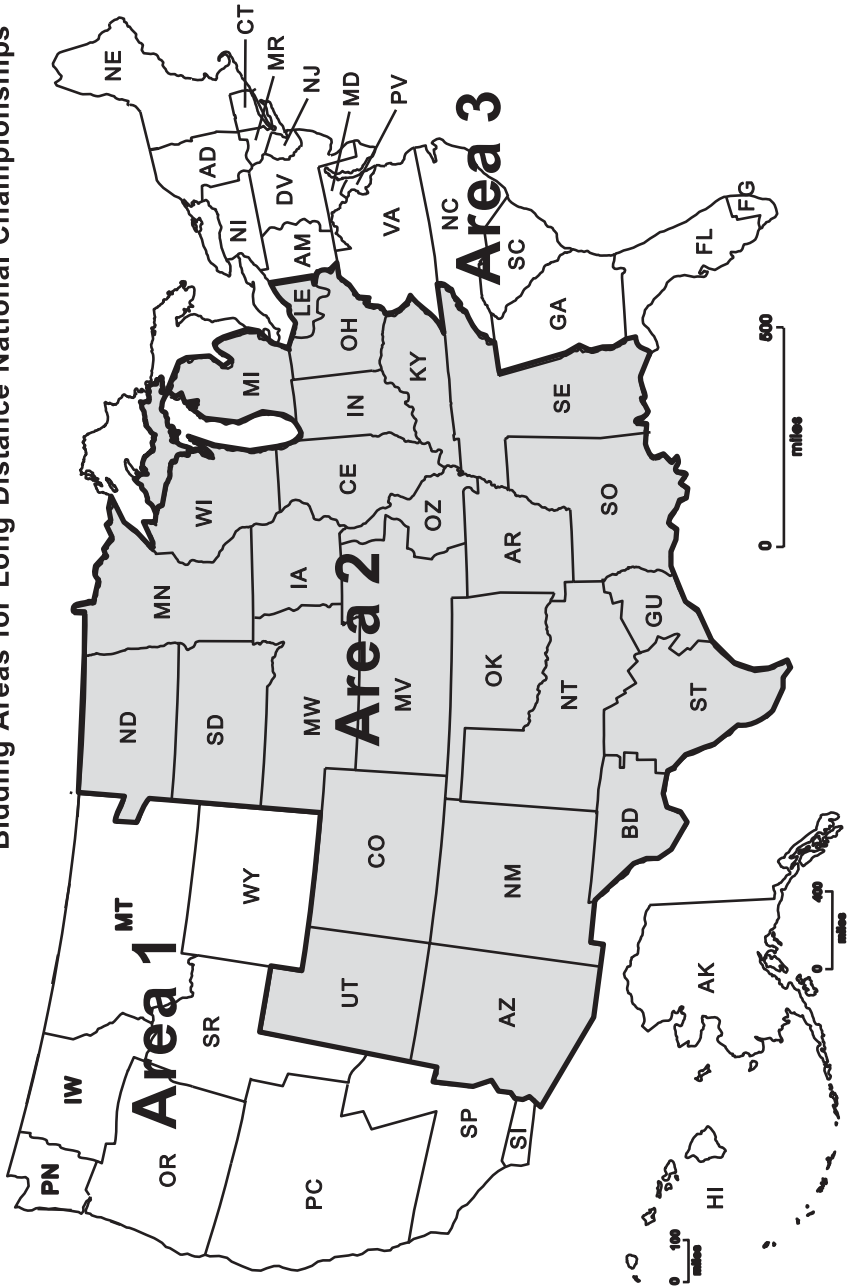 Bidding Areas for Long Distance National Championships
PN
IW
MT
ND
MN
WI
MI
NE
OR
SR
WY
SD
IA
CE
IN
OH
LE
NI
AD
CT
MR
NJ
MD
PV
AM
DV
VA
Area 1
Area 2
Area 3
PC
UT
CO
MW
MV
OZ
KY
NC
SC
SP
SI
AZ
NM
OK
AR
SE
GA
NT
SO
BD
ST
GU
FL
FG
HI
AK
0 100
miles
0 400
miles
0 500
miles